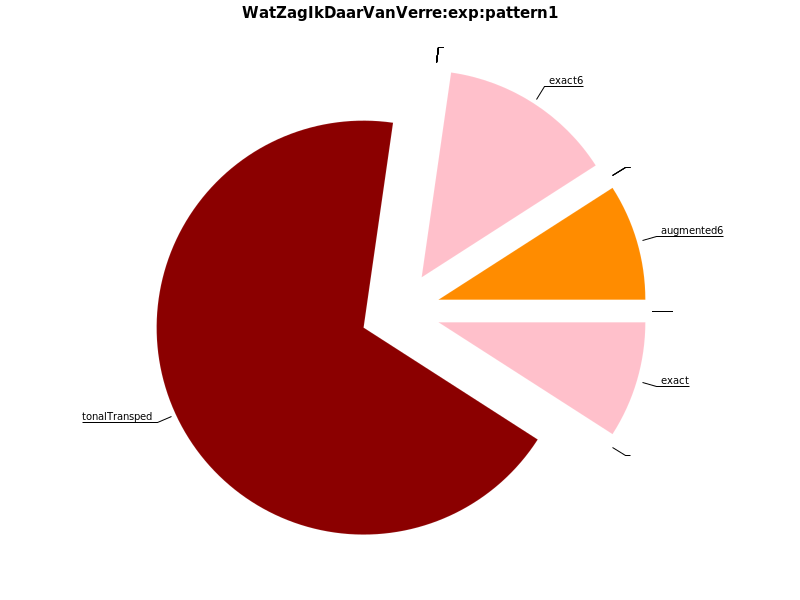 WatZagIkDaarVanVerre:exp:pattern1
exact6
augmented6
exact
tonalTransped